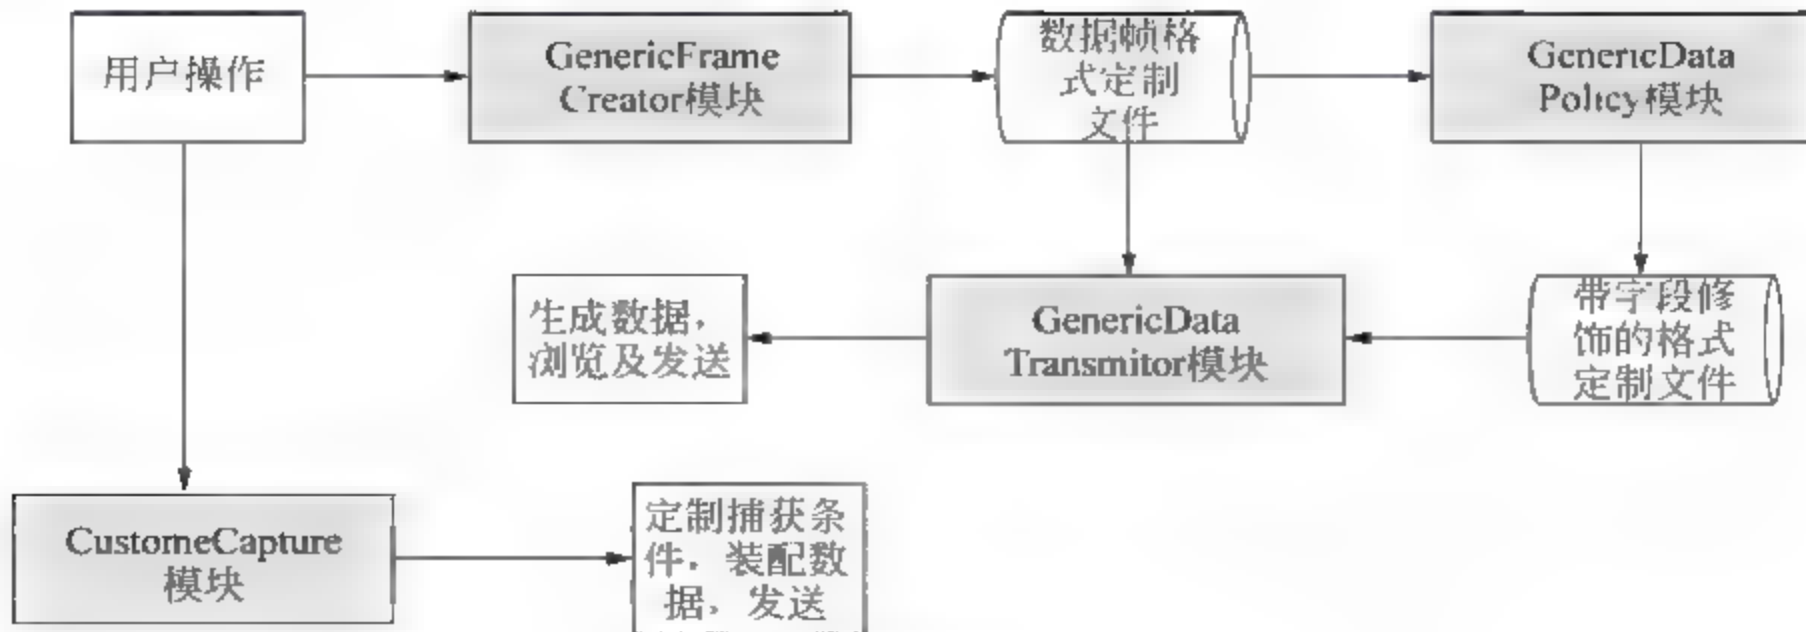 用户操作
GenericFrame
Creator模块
数据帧格
式定制
文件
GenericData
Policy模块
生成数据，
浏览及发送
GenericData
Transmitor模块
带字段修
饰的格式
定制文件
CustomeCapture
模块
定制捕获条
件，装配数
据，发送